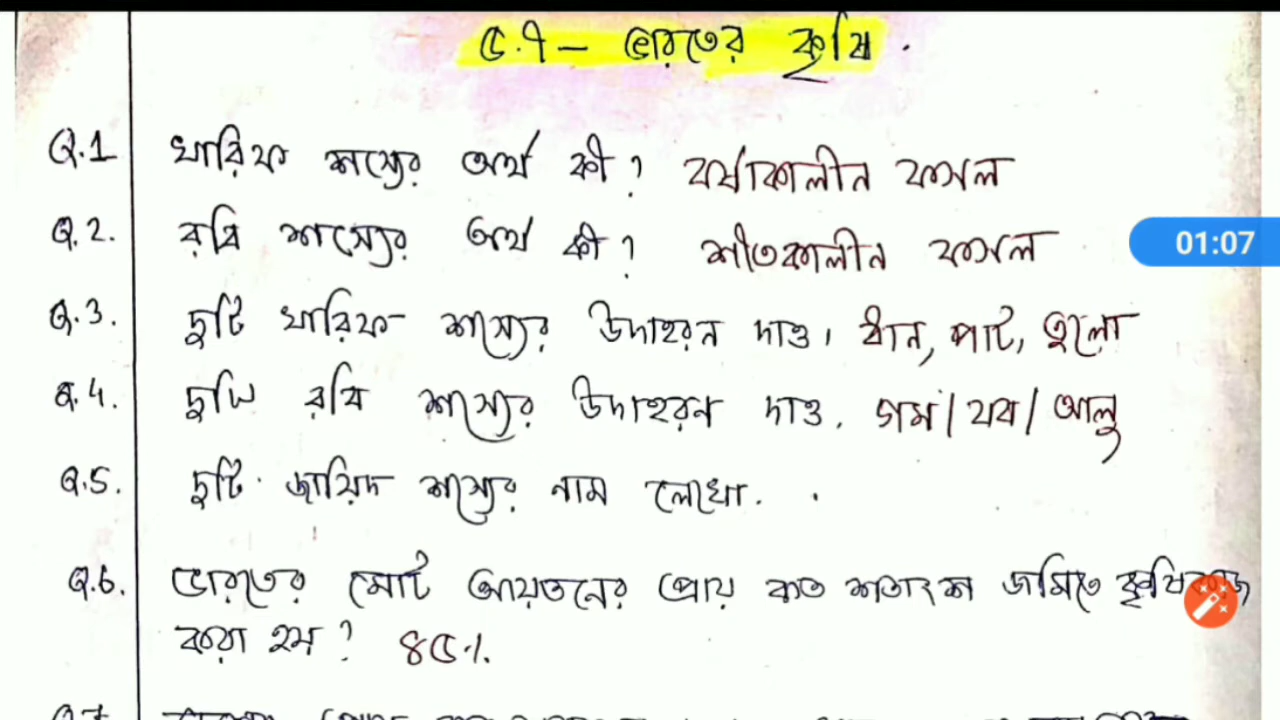 ৫.৭ – ভারতের কৃষি.
Q.1 খারিফ শস্যের অর্থ কী? বর্ষাকালীন ফসল
Q.2. রবি শস্যের অর্থ কী? শীতকালীন ফসল
01:07
Q.3. দুটি খারিফ শস্যের উদাহরন দাও। ধান, পাট, তুলো
Q.4. দুটি রবি শস্যের উদাহরন দাও. গম/যব/আলু
Q.5. দুটি জায়িদ শস্যের নাম লেখো.
Q.6. ভারতের মোট আয়তনের প্রায় কত শতাংশ জমিতে কৃষিকাজ
করা হয়? ৪৫%